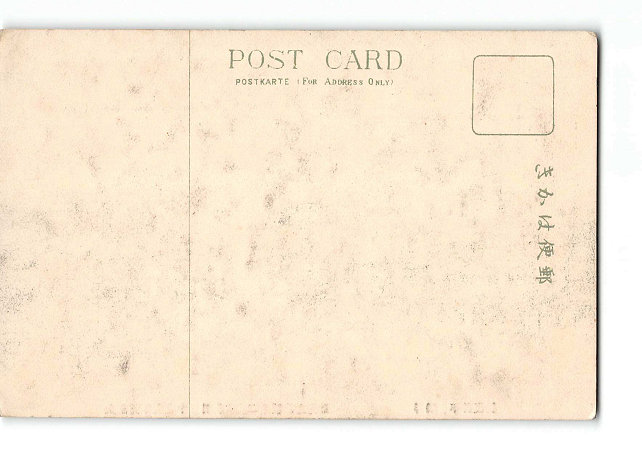 POST CARD
POSTKARTE (FOR ADDRESS ONLY)
きかは便郵